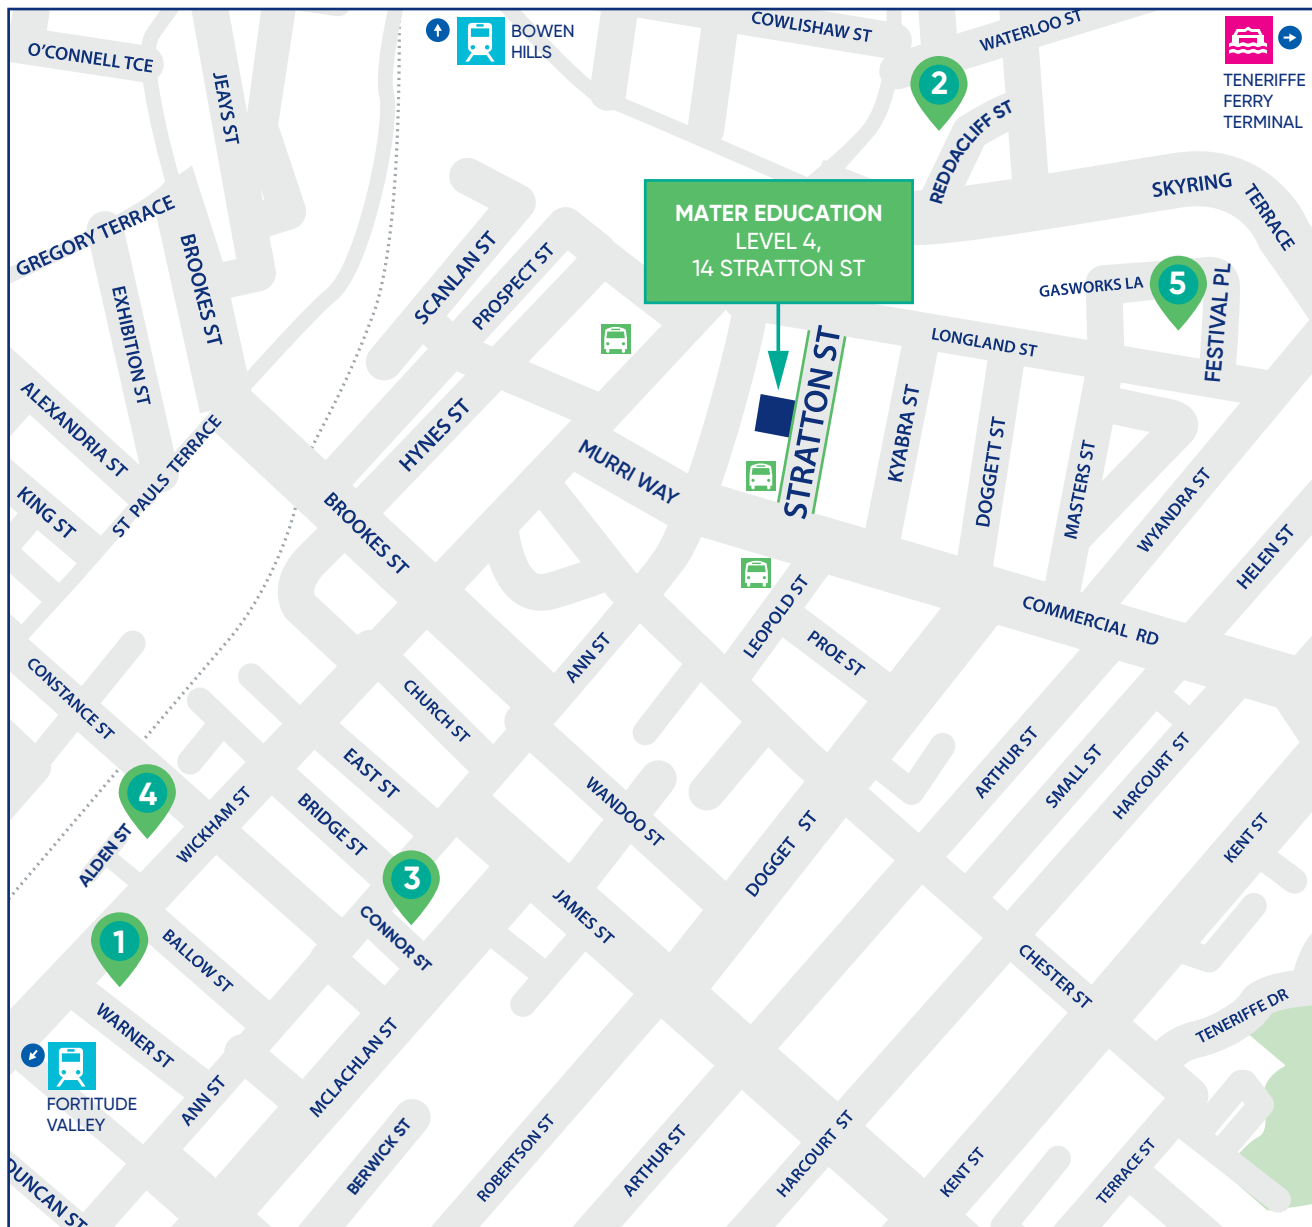 BOWEN
HILLS
COWLISHAW ST
WATERLOO ST
TENERIFFE
FERRY
TERMINAL
O'CONNELL TCE
JEAYS ST
2
REDDACLIFF ST
SKYRING
TERRACE
MATER EDUCATION
LEVEL 4,
14 STRATTON ST
GREGORY TERRACE
BROOKES ST
SCANLAN ST
PROSPECT ST
GASWORKS LA
5
FESTIVAL PL
EXHIBITION ST
LONGLAND ST
STRATTON ST
ALEXANDRIA ST
HYNES ST
MURRI WAY
KYABRA ST
DOGGETT ST
MASTERS ST
WYANDRA ST
HELEN ST
KING ST
ST PAULS TERRACE
BROOKES ST
LEOPOLD ST
PROE ST
COMMERCIAL RD
ANN ST
CONSTANCE ST
CHURCH ST
EAST ST
BRIDGE ST
WANDOO ST
ARTHUR ST
SMALL ST
HARCOURT ST
KENT ST
4
ALDEN ST
WICKHAM ST
3
CONNOR ST
JAMES ST
DOGGET ST
1
BALLOW ST
WARNER ST
CHESTER ST
TENERIFFE DR
FORTITUDE
VALLEY
ANN ST
MCLACHLAN ST
BERWICK ST
ROBERTSON ST
ARTHUR ST
HARCOURT ST
KENT ST
TERRACE ST
DUNCAN ST